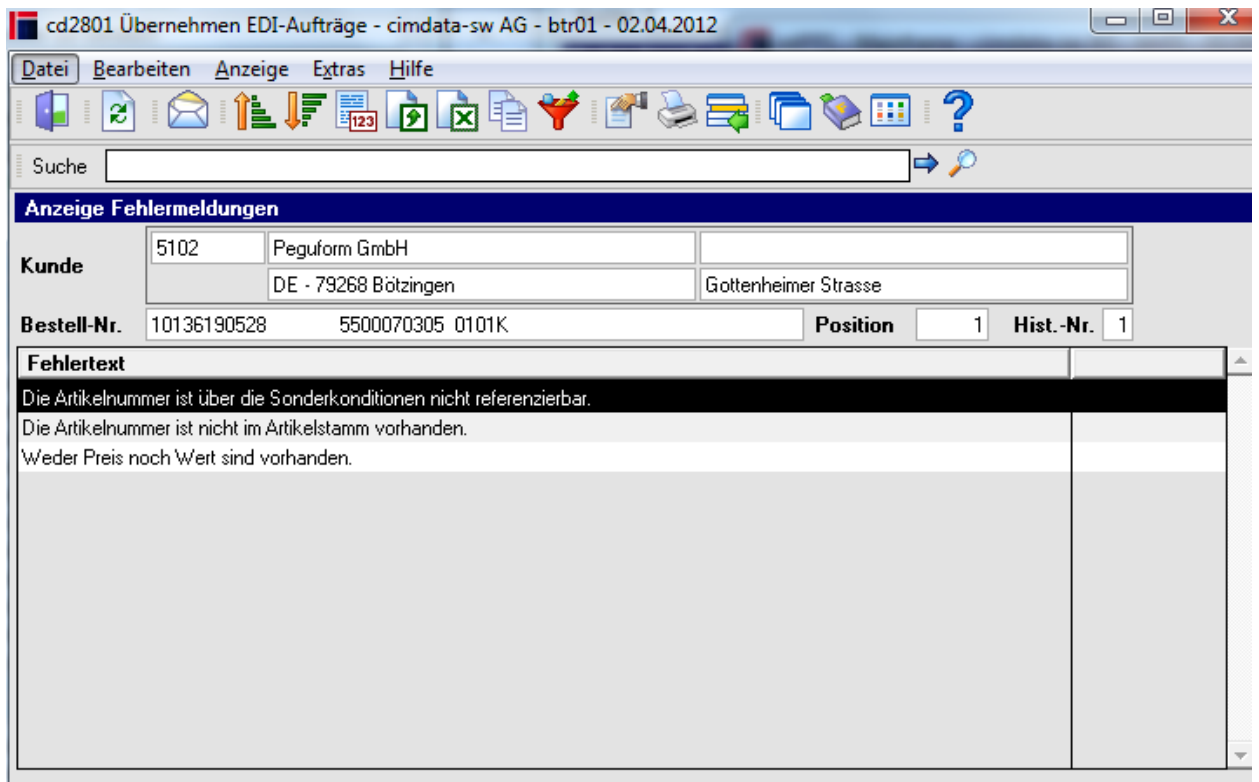 cd2801 Übernehmen EDI-Aufträge - cimdata-sw AG - btr01 - 02.04.2012
Datei Bearbeiten Anzeige Extras Hilfe
123
Suche
Anzeige Fehlermeldungen
Kunde 5102 Peguform GmbH
DE - 79268 Bötzingen Gottenheimer Strasse
Bestell-Nr. 10136190528 5500070305 0101K Position 1 Hist.-Nr. 1
Fehlertext
Die Artikelnummer ist über die Sonderkonditionen nicht referenzierbar.
Die Artikelnummer ist nicht im Artikelstamm vorhanden.
Weder Preis noch Wert sind vorhanden.